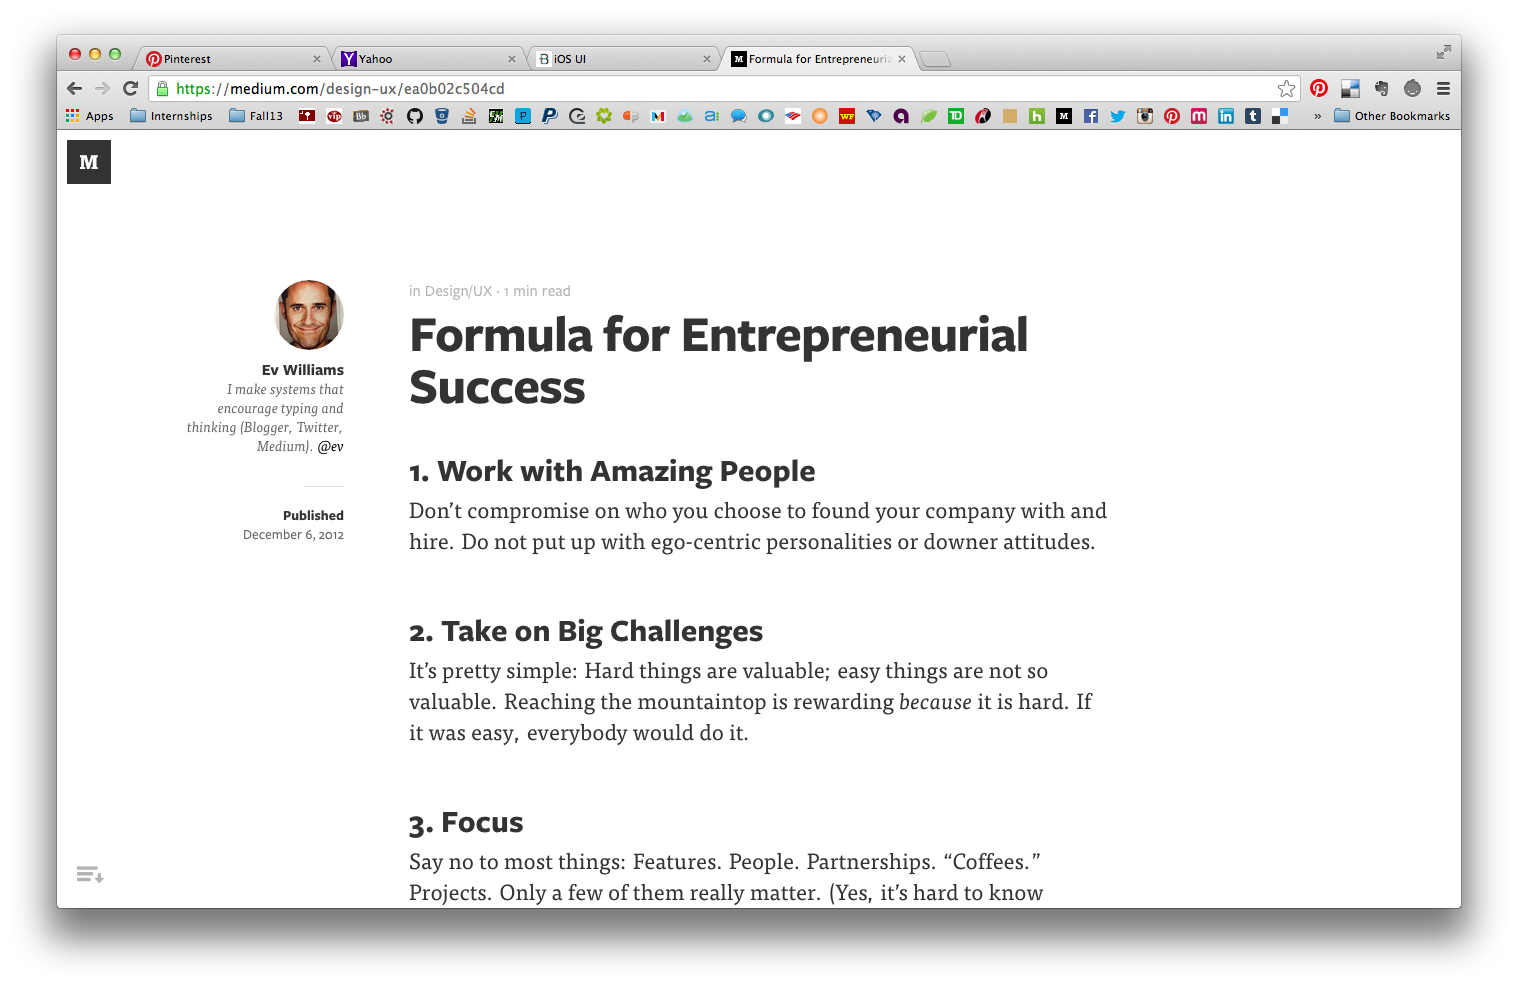 Pinterest
Yahoo
iOS UI
Formula for Entrepreneuria
https://medium.com/design-ux/ea0b02c504cd
Apps
Internships
Fall13
Other Bookmarks
M
in Design/UX · 1 min read
Formula for Entrepreneurial
Success
Ev Williams
I make systems that
encourage typing and
thinking (Blogger, Twitter,
Medium). @ev
Published
December 6, 2012
1. Work with Amazing People
Don’t compromise on who you choose to found your company with and
hire. Do not put up with ego-centric personalities or downer attitudes.
2. Take on Big Challenges
It’s pretty simple: Hard things are valuable; easy things are not so
valuable. Reaching the mountaintop is rewarding because it is hard. If
it was easy, everybody would do it.
3. Focus
Say no to most things: Features. People. Partnerships. “Coffees.”
Projects. Only a few of them really matter. (Yes, it’s hard to know